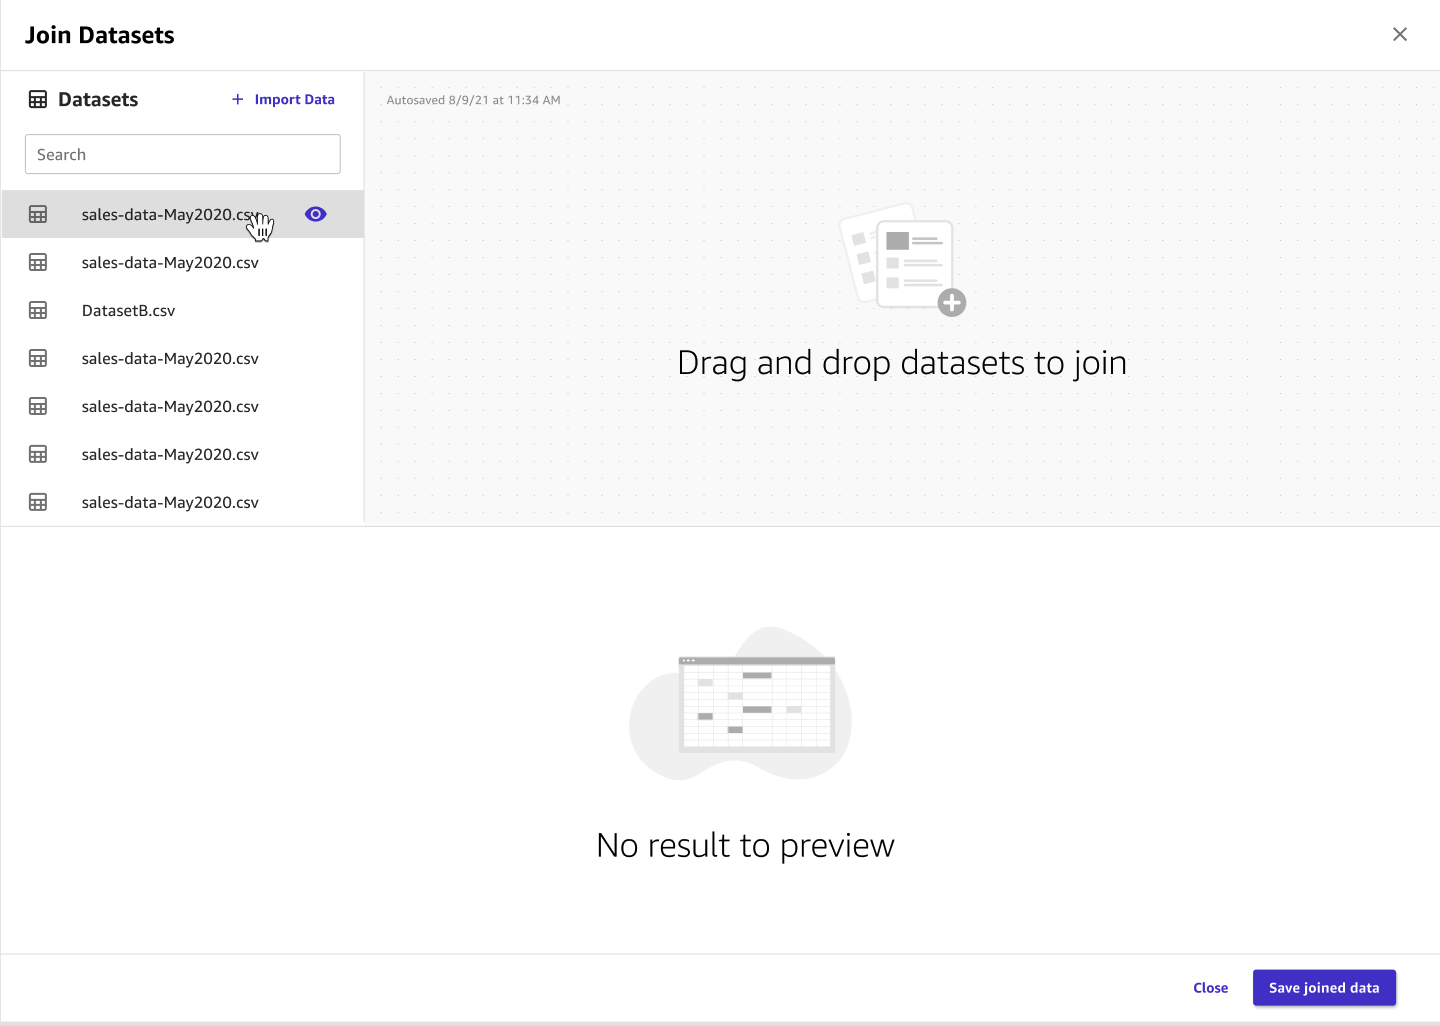 Join Datasets
Datasets
+ Import Data
Autosaved 8/9/21 at 11:34 AM
Search
sales-data-May2020.csv
sales-data-May2020.csv
DatasetB.csv
sales-data-May2020.csv
sales-data-May2020.csv
sales-data-May2020.csv
sales-data-May2020.csv
Drag and drop datasets to join
No result to preview
Close
Save joined data